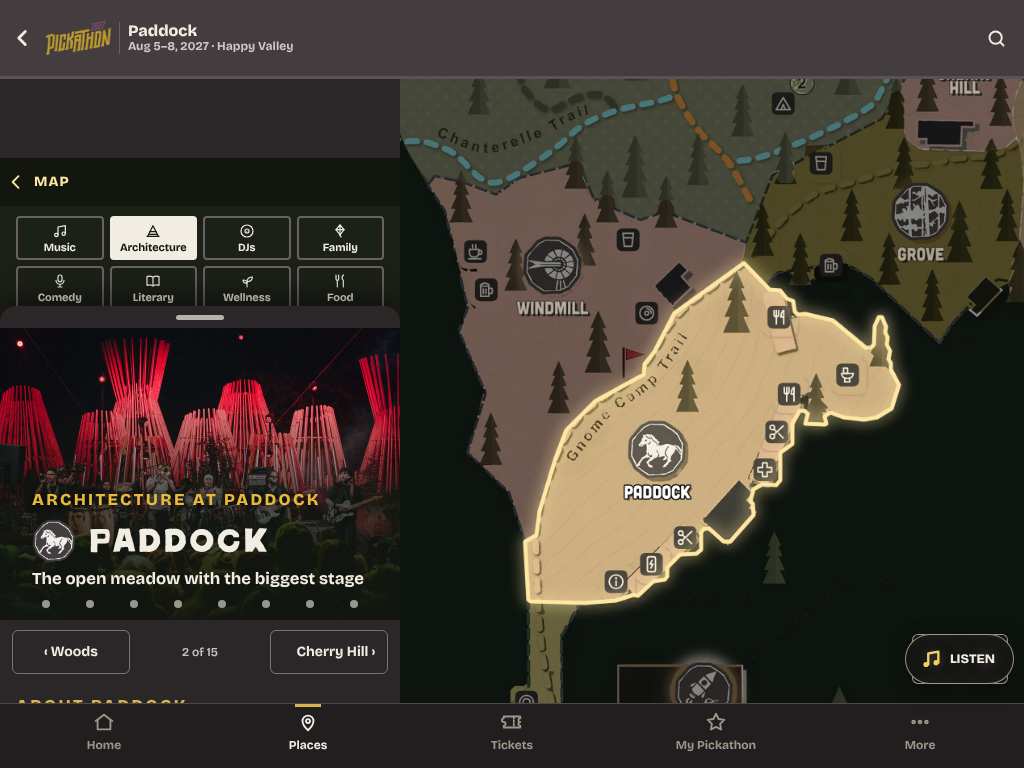 PICKATHON
Paddock
Aug 5–8, 2027 · Happy Valley
MAP
Music
Architecture
DJs
Family
Comedy
Literary
Wellness
Food
ARCHITECTURE AT PADDOCK
PADDOCK
The open meadow with the biggest stage
‹ Woods
2 of 15
Cherry Hill ›
Chanterelle Trail
2
HILL
GROVE
WINDMILL
Gnome Camp Trail
PADDOCK
LISTEN
Home
Places
Tickets
My Pickathon
More